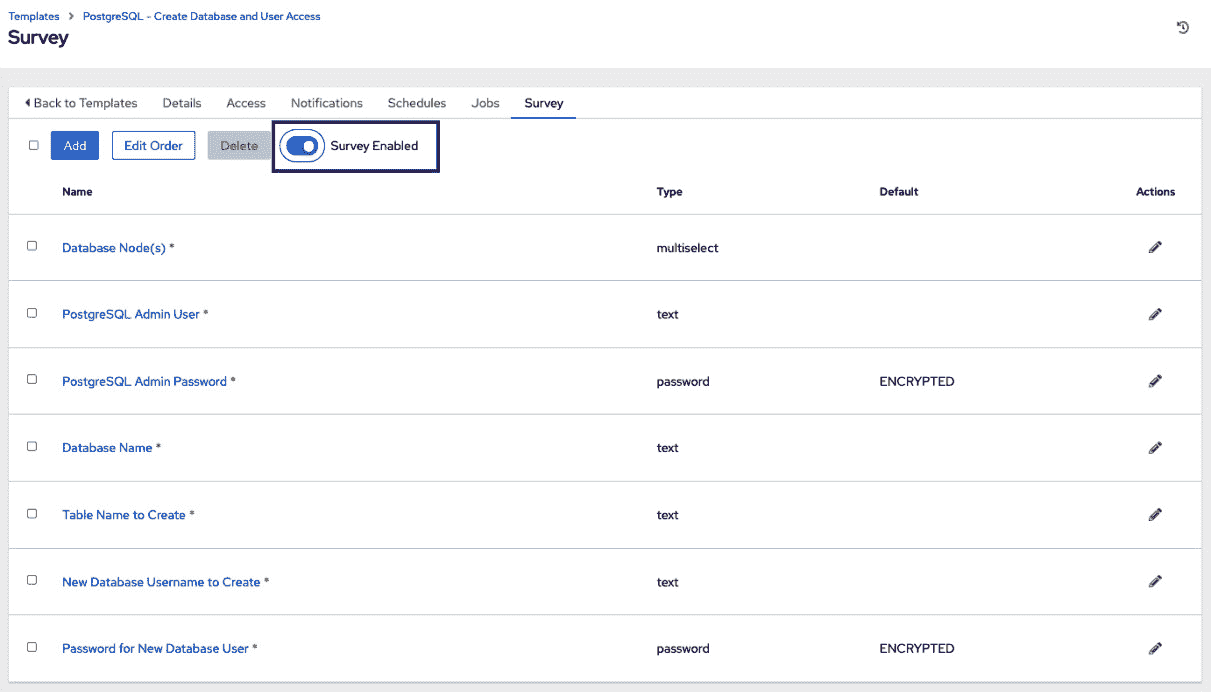 Templates > PostgreSQL - Create Database and User Access
Survey
Back to Templates Details Access Notifications Schedules Jobs Survey
Add Edit Order Delete Survey Enabled
Name Type Default Actions
Database Node(s) * multiselect
PostgreSQL Admin User * text
PostgreSQL Admin Password * password ENCRYPTED
Database Name * text
Table Name to Create * text
New Database Username to Create * text
Password for New Database User * password ENCRYPTED